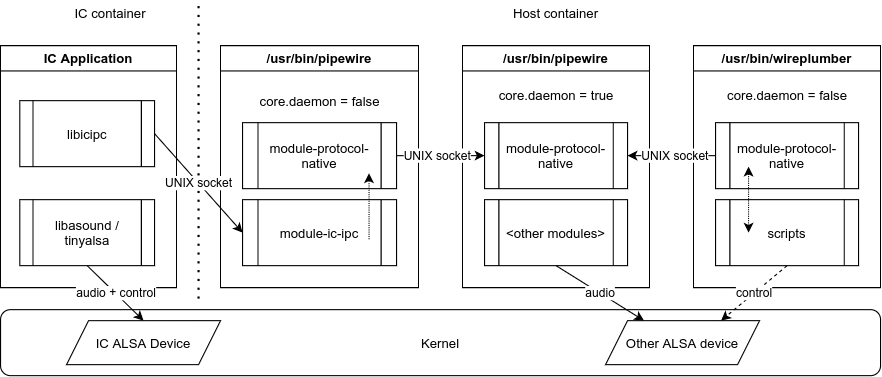 IC container
Host container
IC Application
/usr/bin/pipewire
/usr/bin/pipewire
/usr/bin/wireplumber
core.daemon = false
core.daemon = true
core.daemon = false
libicipc
module-protocol-
native
module-protocol-
native
module-protocol-
native
UNIX socket
UNIX socket
UNIX socket
libasound /
tinyalsa
module-ic-ipc
<other modules>
scripts
audio + control
audio
control
IC ALSA Device
Kernel
Other ALSA device